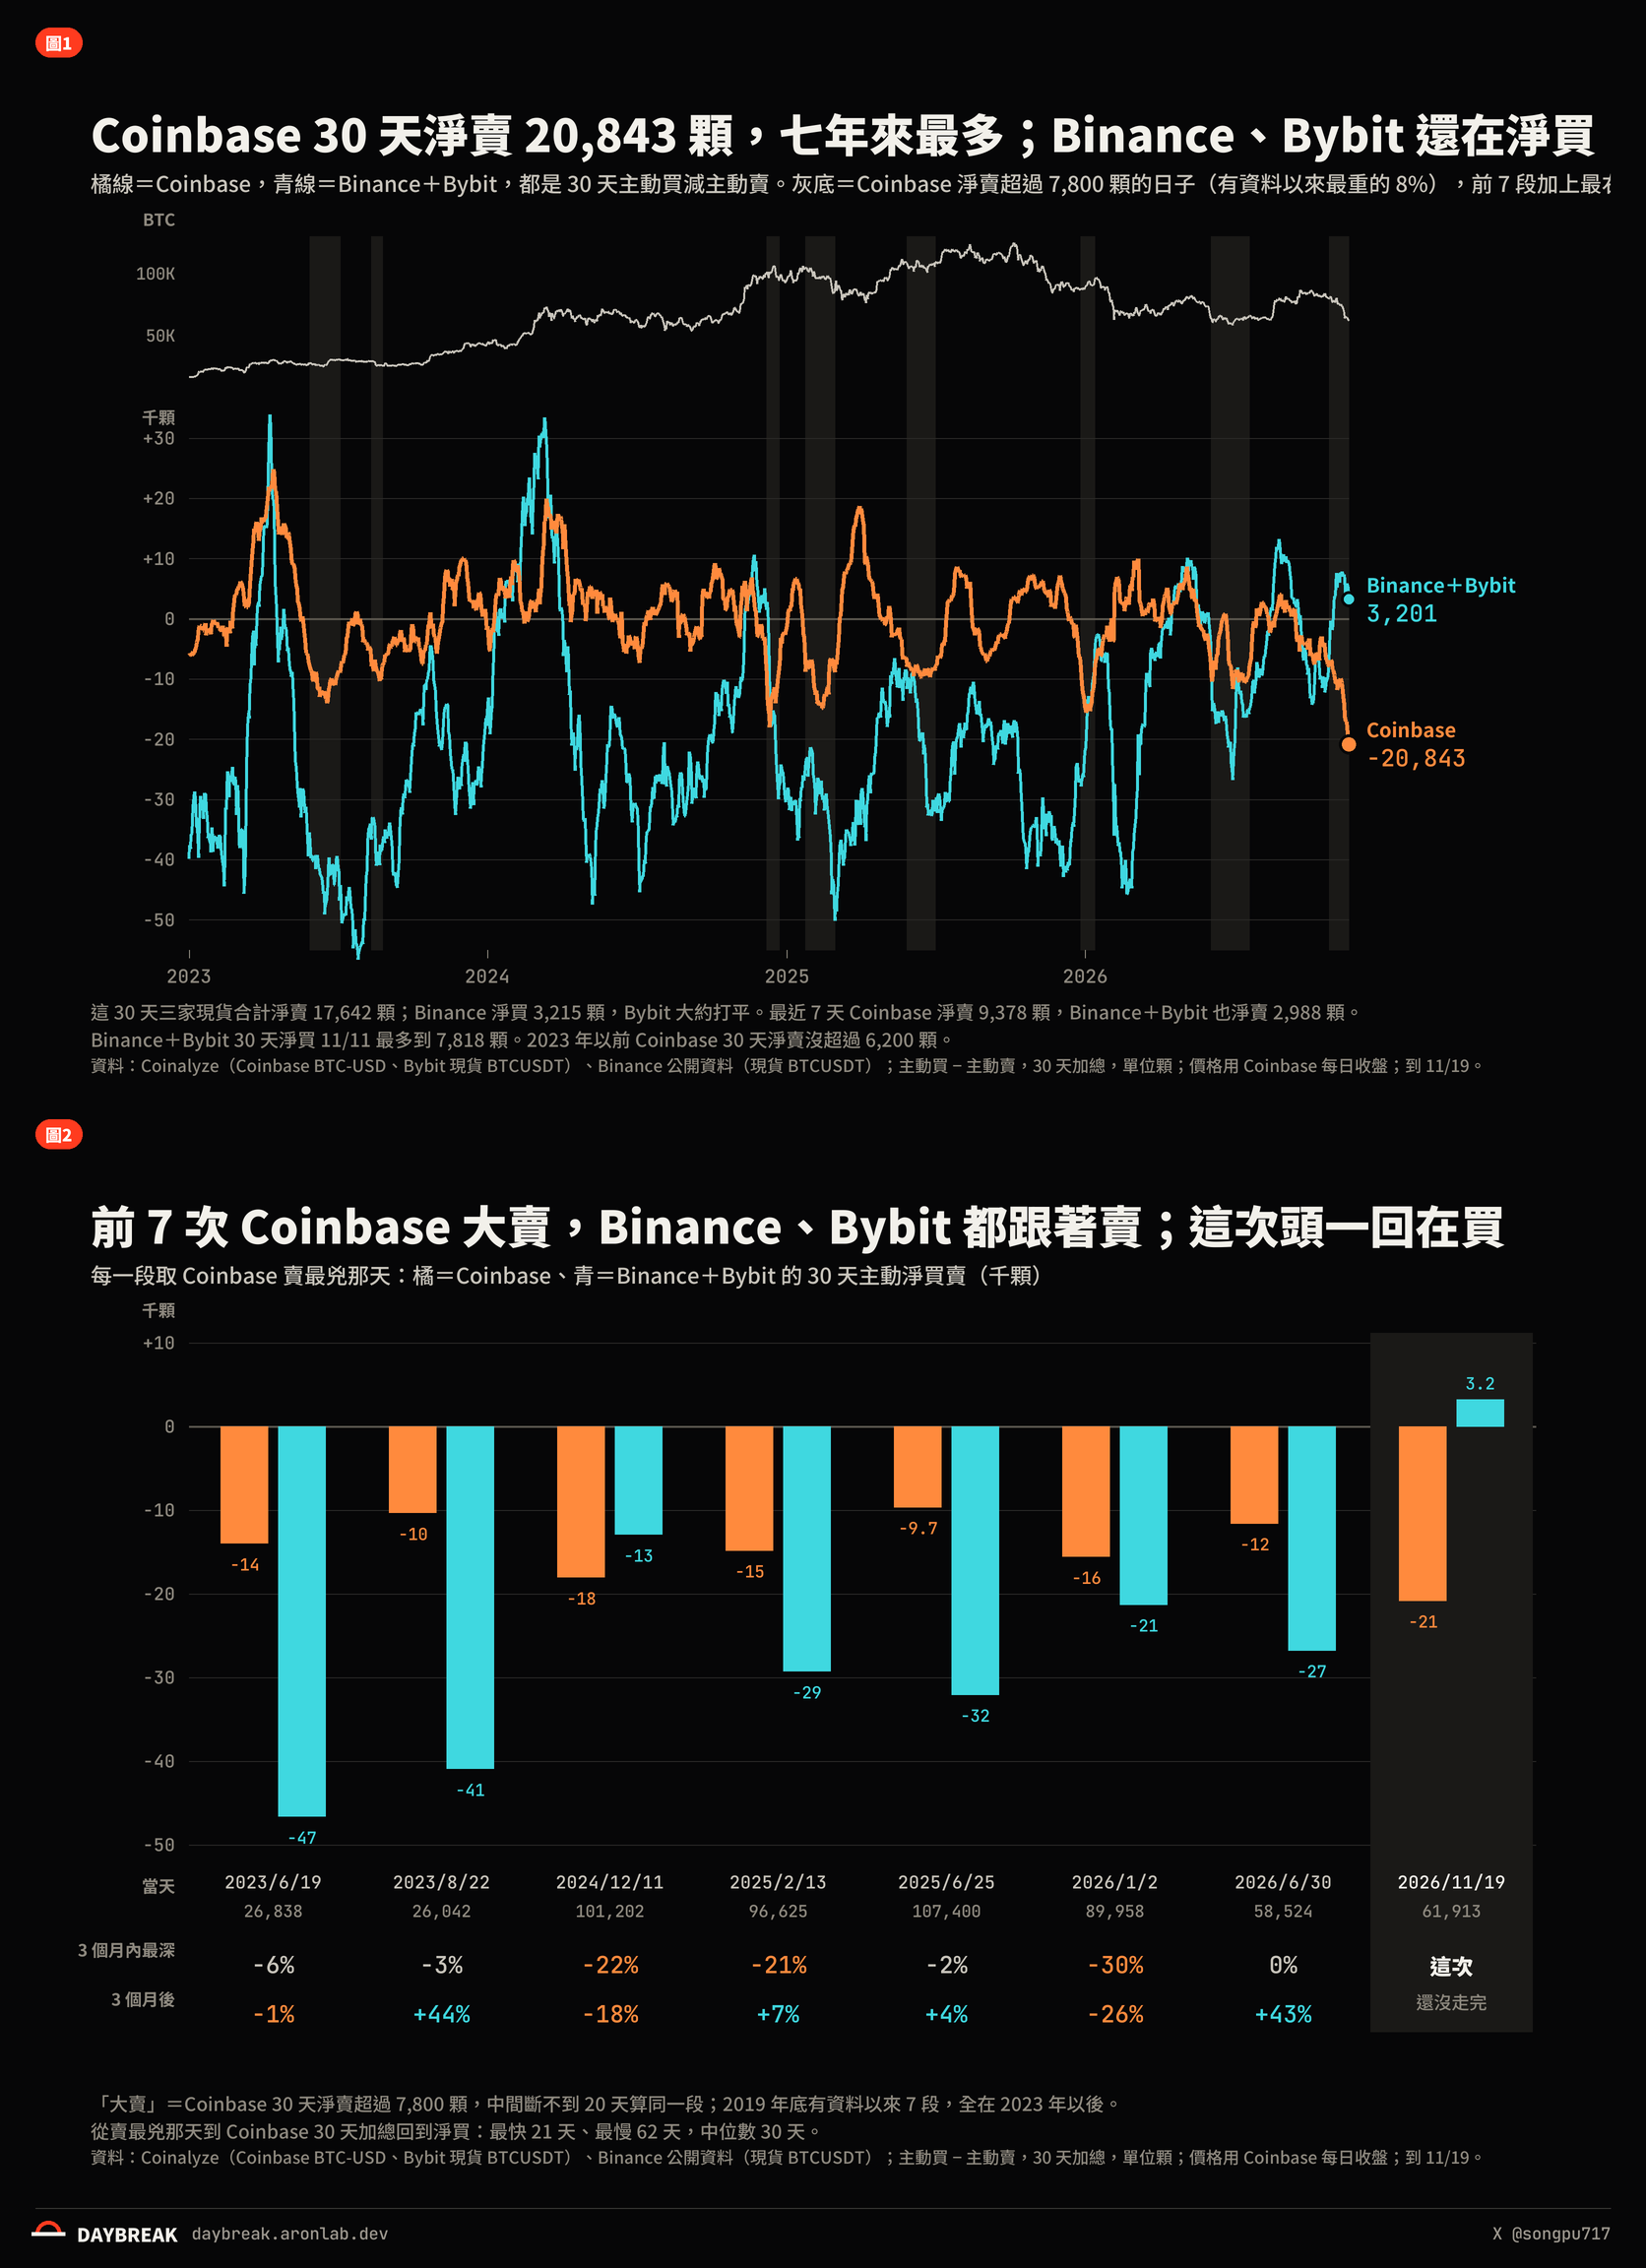 圖1
Coinbase 30 天淨賣 20,843 顆，七年來最多；Binance、Bybit 還在淨買
橘線＝Coinbase，青線＝Binance＋Bybit，都是 30 天主動買減主動賣。灰底＝Coinbase 淨賣超過 7,800 顆的日子（有資料以來最重的 8%），前 7 段加上最
BTC
100K
50K
千顆
+30
+20
+10
0
-10
-20
-30
-40
-50
Binance＋Bybit
3,201
Coinbase
-20,843
2023 2024 2025 2026
這 30 天三家現貨合計淨賣 17,642 顆；Binance 淨買 3,215 顆，Bybit 大約打平。最近 7 天 Coinbase 淨賣 9,378 顆，Binance＋Bybit 也淨賣 2,988 顆。
Binance＋Bybit 30 天淨買 11/11 最多到 7,818 顆。2023 年以前 Coinbase 30 天淨賣沒超過 6,200 顆。
資料：Coinalyze（Coinbase BTC-USD、Bybit 現貨 BTCUSDT）、Binance 公開資料（現貨 BTCUSDT）；主動買 − 主動賣，30 天加總，單位顆；價格用 Coinbase 每日收盤；到 11/19。
圖2
前 7 次 Coinbase 大賣，Binance、Bybit 都跟著賣；這次頭一回在買
每一段取 Coinbase 賣最兇那天：橘＝Coinbase、青＝Binance＋Bybit 的 30 天主動淨買賣（千顆）
千顆
+10
0
-10
-20
-30
-40
-50
-14 -47 -10 -41 -18 -13 -15 -29 -9.7 -32 -16 -21 -12 -27 -21 3.2
當天 2023/6/19 2023/8/22 2024/12/11 2025/2/13 2025/6/25 2026/1/2 2026/6/30 2026/11/19
26,838 26,042 101,202 96,625 107,400 89,958 58,524 61,913
3 個月內最深 -6% -3% -22% -21% -2% -30% 0% 這次
3 個月後 -1% +44% -18% +7% +4% -26% +43% 還沒走完
「大賣」＝Coinbase 30 天淨賣超過 7,800 顆，中間斷不到 20 天算同一段；2019 年底有資料以來 7 段，全在 2023 年以後。
從賣最兇那天到 Coinbase 30 天加總回到淨買：最快 21 天、最慢 62 天，中位數 30 天。
資料：Coinalyze（Coinbase BTC-USD、Bybit 現貨 BTCUSDT）、Binance 公開資料（現貨 BTCUSDT）；主動買 − 主動賣，30 天加總，單位顆；價格用 Coinbase 每日收盤；到 11/19。
DAYBREAK daybreak.aronlab.dev X @songpu717